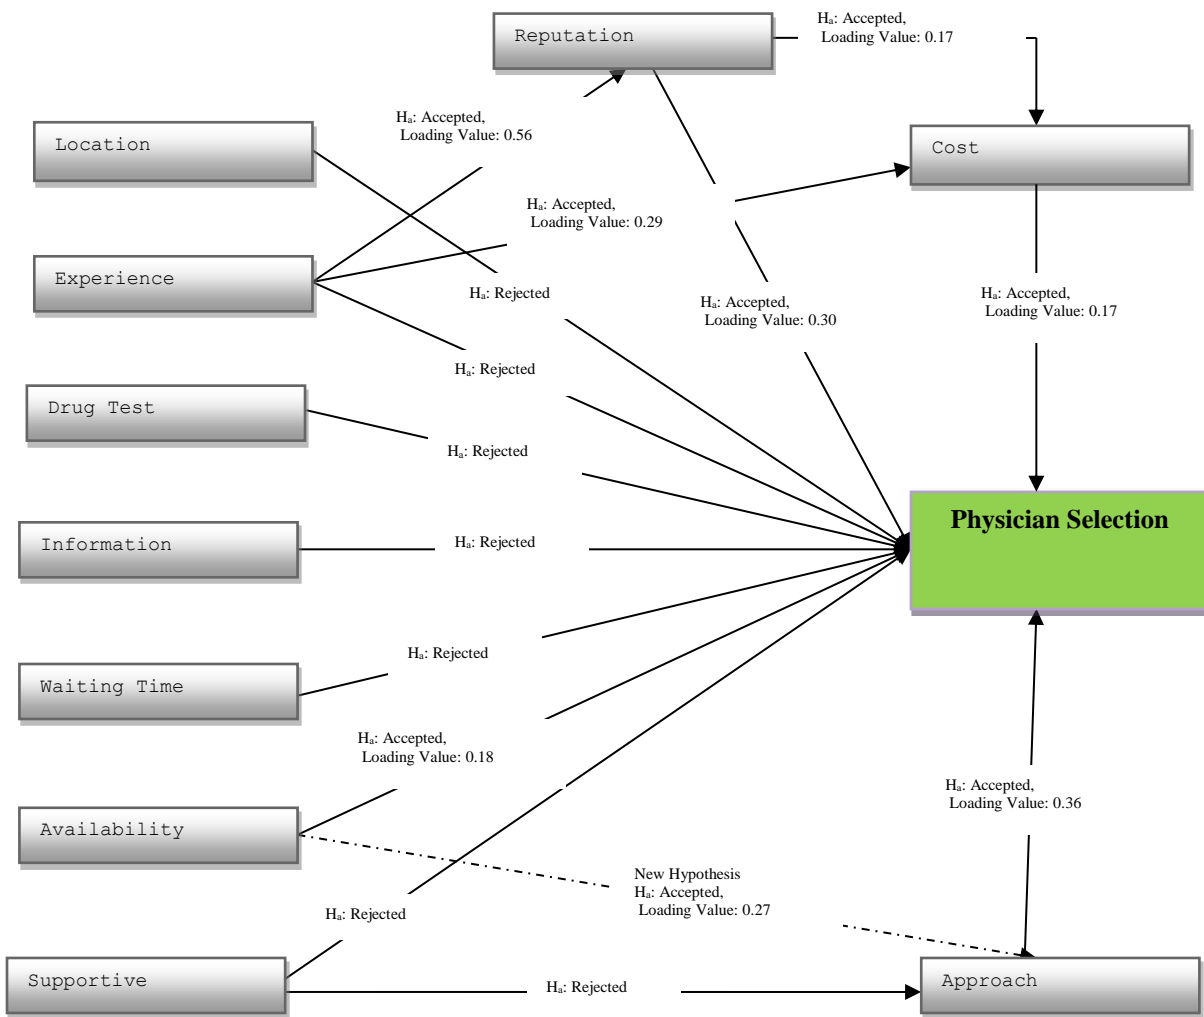 Reputation
Hₐ: Accepted,
Loading Value: 0.17
Hₐ: Accepted,
Loading Value: 0.56
Location
Cost
Hₐ: Accepted,
Loading Value: 0.29
Experience
Hₐ: Rejected
Hₐ: Accepted,
Loading Value: 0.30
Hₐ: Accepted,
Loading Value: 0.17
Hₐ: Rejected
Drug Test
Hₐ: Rejected
Physician Selection
Information
Hₐ: Rejected
Hₐ: Rejected
Waiting Time
Hₐ: Accepted,
Loading Value: 0.18
Hₐ: Accepted,
Loading Value: 0.36
Availability
New Hypothesis
Hₐ: Accepted,
Loading Value: 0.27
Hₐ: Rejected
Supportive
Hₐ: Rejected
Approach